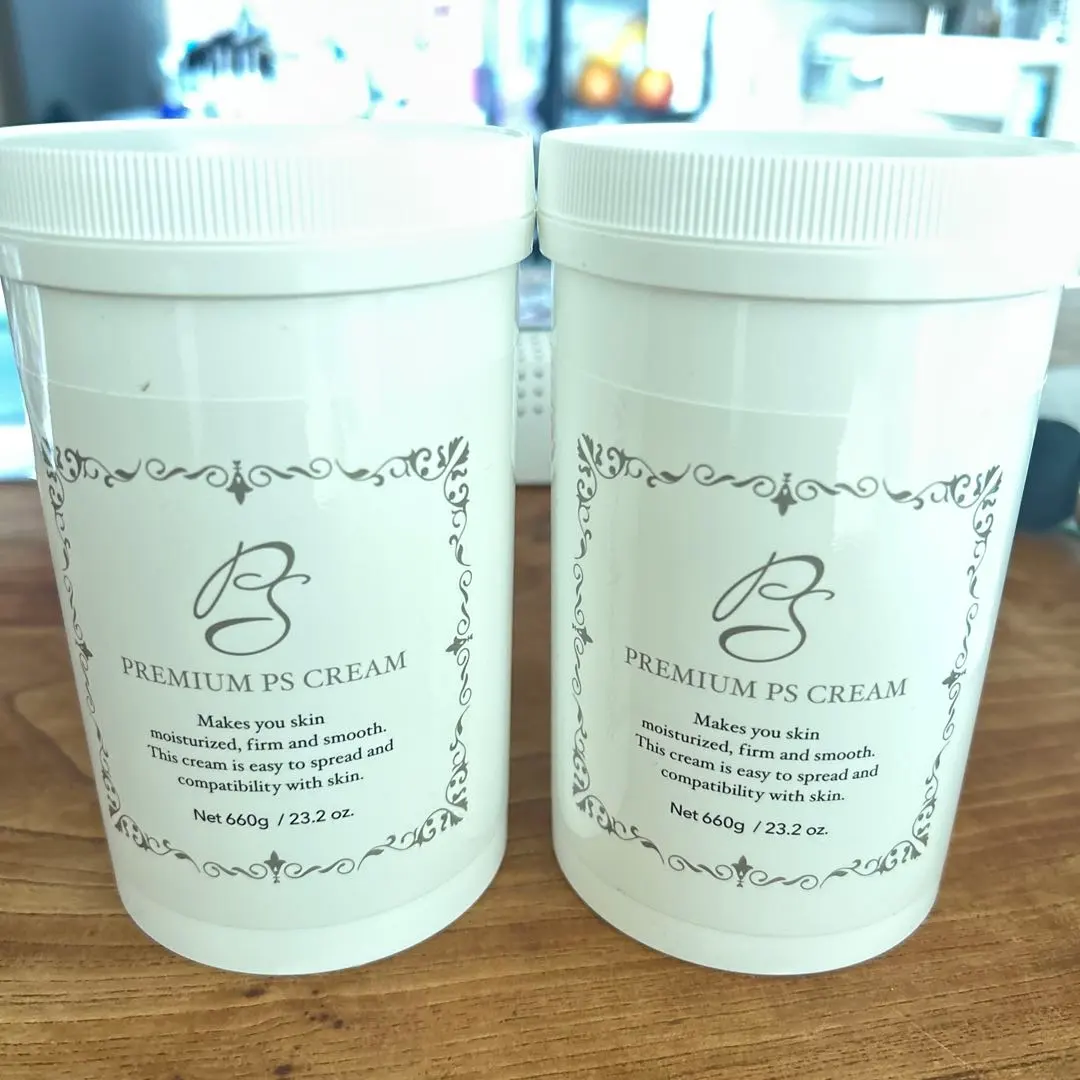 PS
PREMIUM PS CREAM
Makes you skin
moisturized, firm and smooth.
This cream is easy to spread and
compatibility with skin.
Net 660g / 23.2 oz.
PS
PREMIUM PS CREAM
Makes you skin
moisturized, firm and smooth.
This cream is easy to spread and
compatibility with skin.
Net 660g / 23.2 oz.